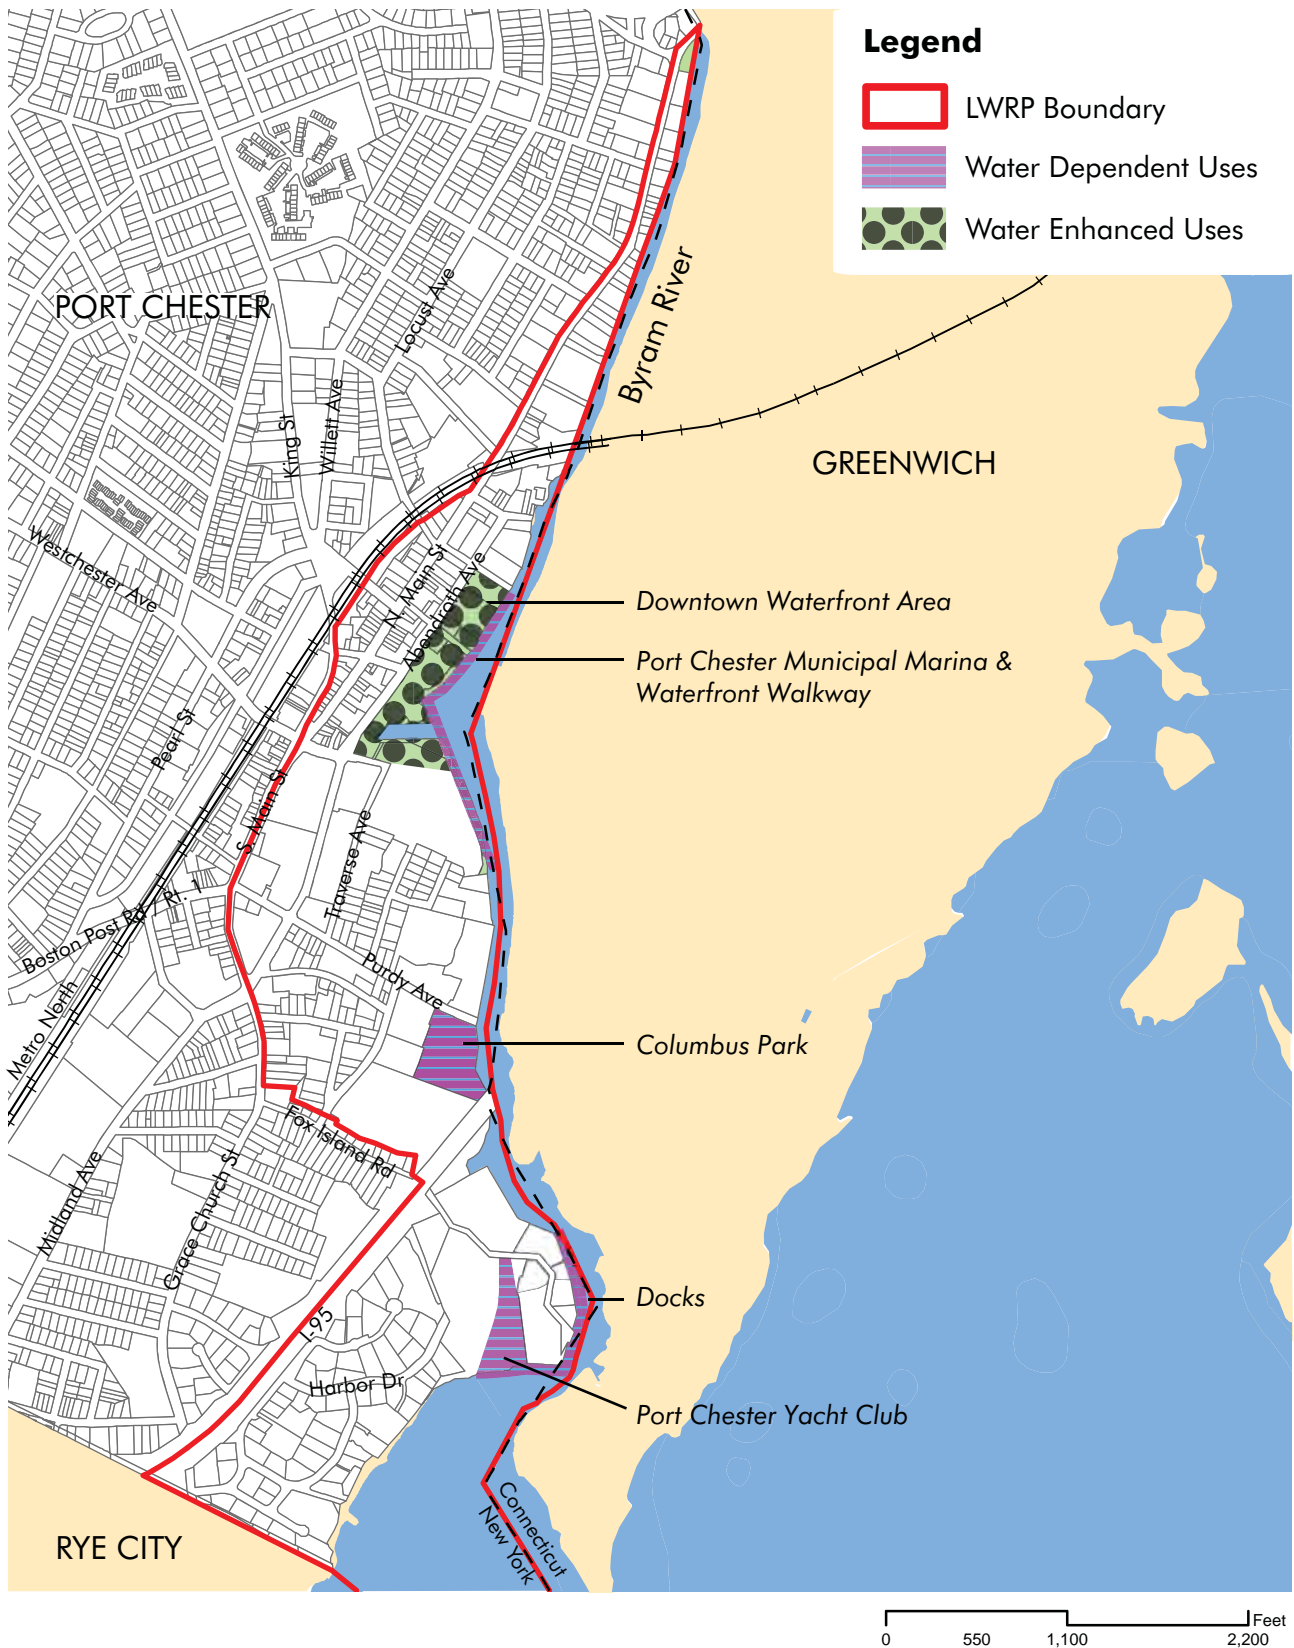 Legend
LWRP Boundary
Water Dependent Uses
Water Enhanced Uses
PORT CHESTER
Locust Ave
Byram River
King St
Willett Ave
GREENWICH
Westchester Ave
N. Main St
Abendroth Ave
Downtown Waterfront Area
Port Chester Municipal Marina &
Waterfront Walkway
Pearl St
S. Main St
Traverse Ave
Boston Post Rd / Rt. 1
Purdy Ave
Metro North
Columbus Park
Fox Island Rd
Midland Ave
Grace Church St
Docks
I-95
Harbor Dr
Port Chester Yacht Club
Connecticut
New York
RYE CITY
Feet
0 550 1,100 2,200